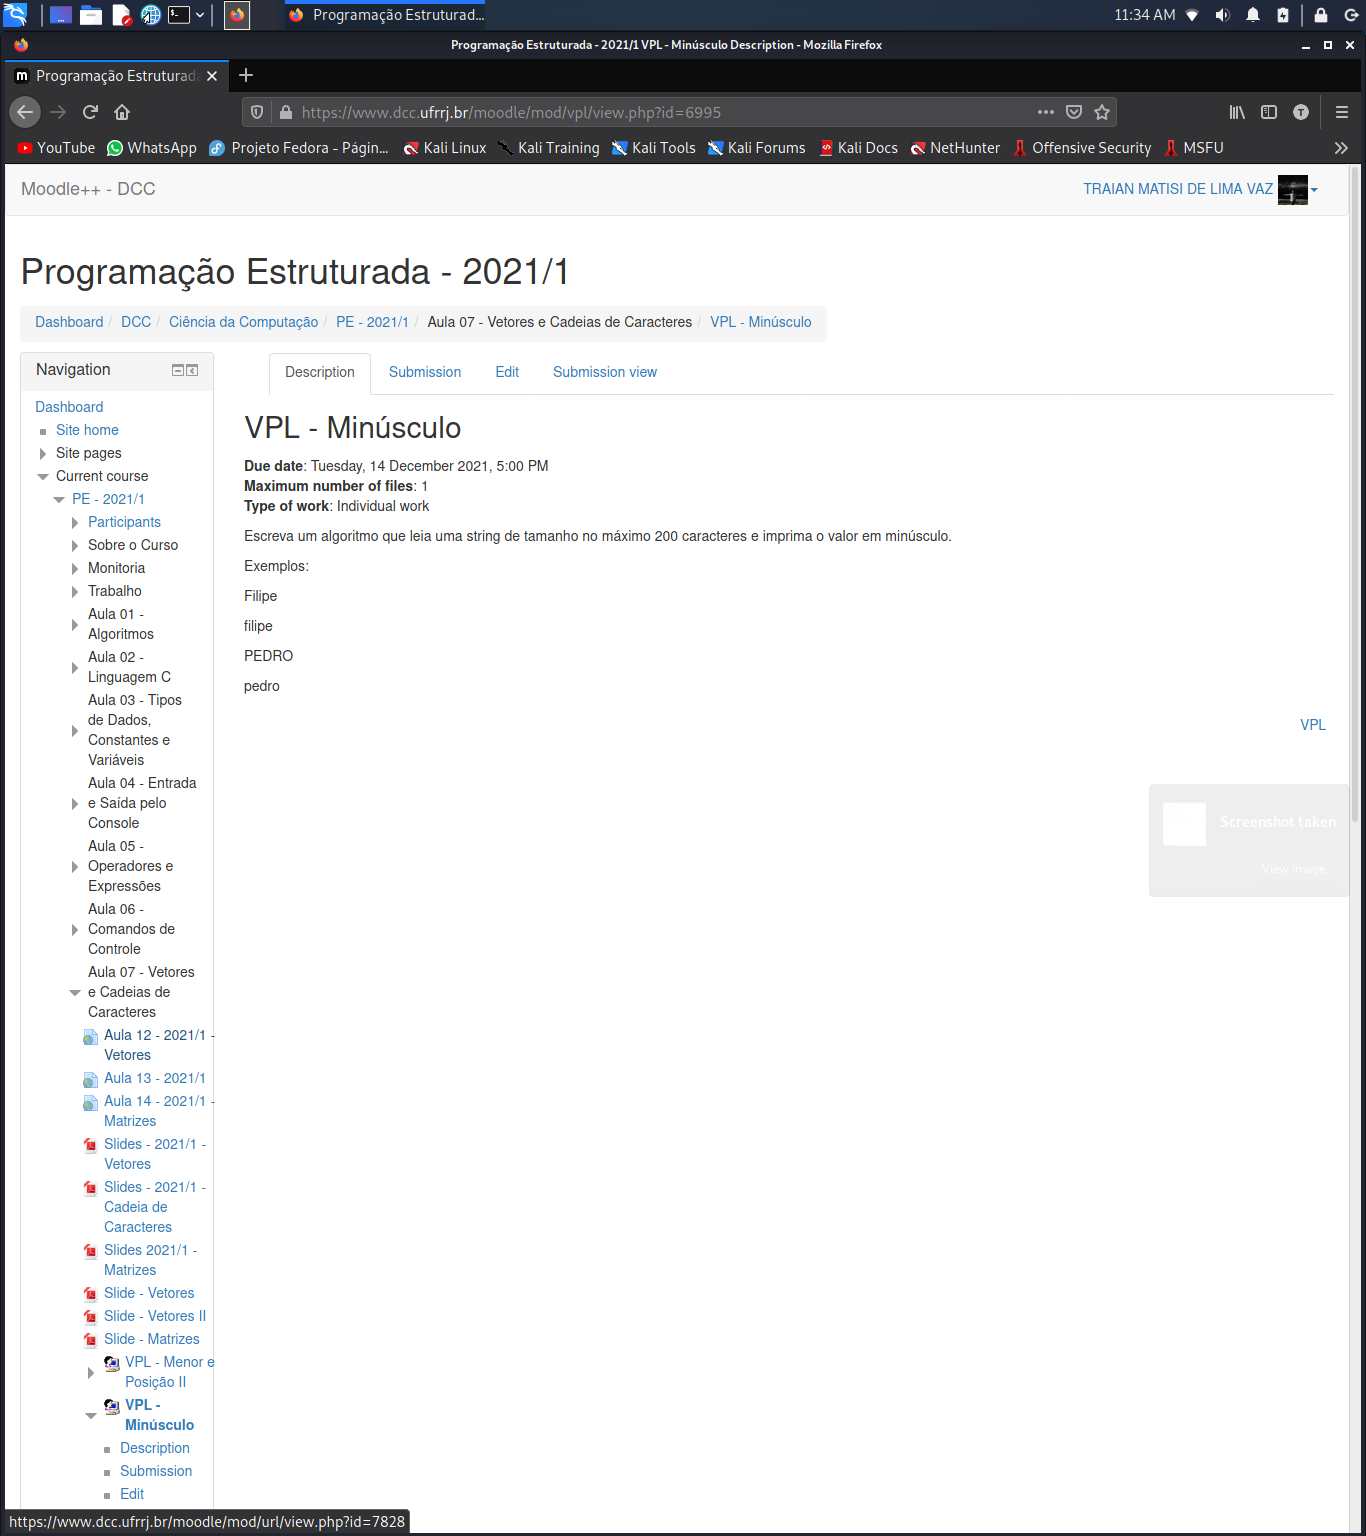 Programação Estruturad...
11:34 AM
Programação Estruturada - 2021/1 VPL - Minúsculo Description - Mozilla Firefox
Programação Estruturada
https://www.dcc.ufrrj.br/moodle/mod/vpl/view.php?id=6995
YouTube WhatsApp Projeto Fedora - Págin... Kali Linux Kali Training Kali Tools Kali Forums Kali Docs NetHunter Offensive Security MSFU
Moodle++ - DCC
TRAIAN MATISI DE LIMA VAZ
Programação Estruturada - 2021/1
Dashboard / DCC / Ciência da Computação / PE - 2021/1 / Aula 07 - Vetores e Cadeias de Caracteres / VPL - Minúsculo
Navigation
Dashboard
Site home
Site pages
Current course
PE - 2021/1
Participants
Sobre o Curso
Monitoria
Trabalho
Aula 01 -
Algoritmos
Aula 02 -
Linguagem C
Aula 03 - Tipos
de Dados,
Constantes e
Variáveis
Aula 04 - Entrada
e Saída pelo
Console
Aula 05 -
Operadores e
Expressões
Aula 06 -
Comandos de
Controle
Aula 07 - Vetores
e Cadeias de
Caracteres
Aula 12 - 2021/1 -
Vetores
Aula 13 - 2021/1
Aula 14 - 2021/1 -
Matrizes
Slides - 2021/1 -
Vetores
Slides - 2021/1 -
Cadeia de
Caracteres
Slides 2021/1 -
Matrizes
Slide - Vetores
Slide - Vetores II
Slide - Matrizes
VPL - Menor e
Posição II
VPL -
Minúsculo
Description
Submission
Edit
Description Submission Edit Submission view
VPL - Minúsculo
Due date: Tuesday, 14 December 2021, 5:00 PM
Maximum number of files: 1
Type of work: Individual work
Escreva um algoritmo que leia uma string de tamanho no máximo 200 caracteres e imprima o valor em minúsculo.
Exemplos:
Filipe
filipe
PEDRO
pedro
VPL
Screenshot taken
View Image
https://www.dcc.ufrrj.br/moodle/mod/url/view.php?id=7828